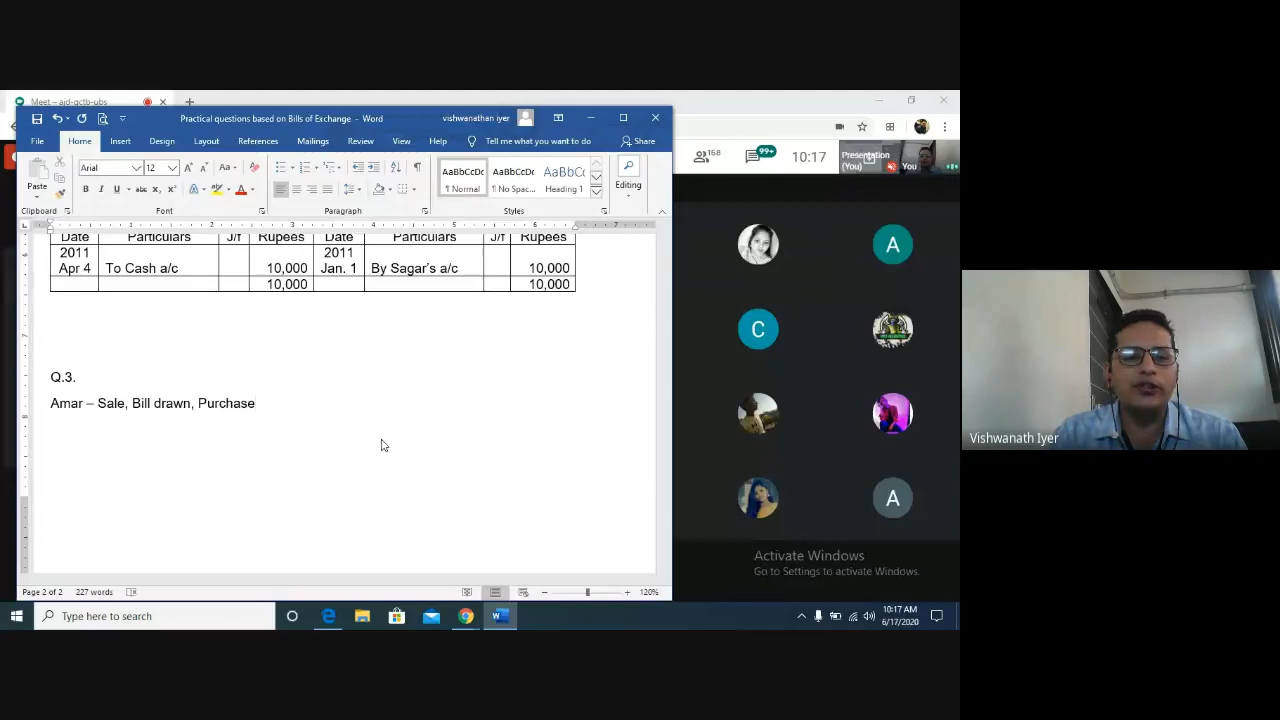 Meet – ajd-gctb-ubs
Practical questions based on Bills of Exchange - Word
vishwanathan iyer
File Home Insert Design Layout References Mailings Review View Help Tell me what you want to do Share
168
99+
10:17
Presentation (You)
You
Paste
Arial 12
AaBbCcDc AaBbCcDc AaBbCc
¶ Normal ¶ No Spac... Heading 1
Editing
Clipboard Font Paragraph Styles
Date Particulars J/f Rupees Date Particulars J/f Rupees
2011 2011
Apr 4 To Cash a/c 10,000 Jan. 1 By Sagar's a/c 10,000
10,000 10,000
Q.3.
Amar – Sale, Bill drawn, Purchase
A
C
A
Vishwanath Iyer
Activate Windows
Go to Settings to activate Windows.
Page 2 of 2 227 words 120%
Type here to search
10:17 AM
6/17/2020